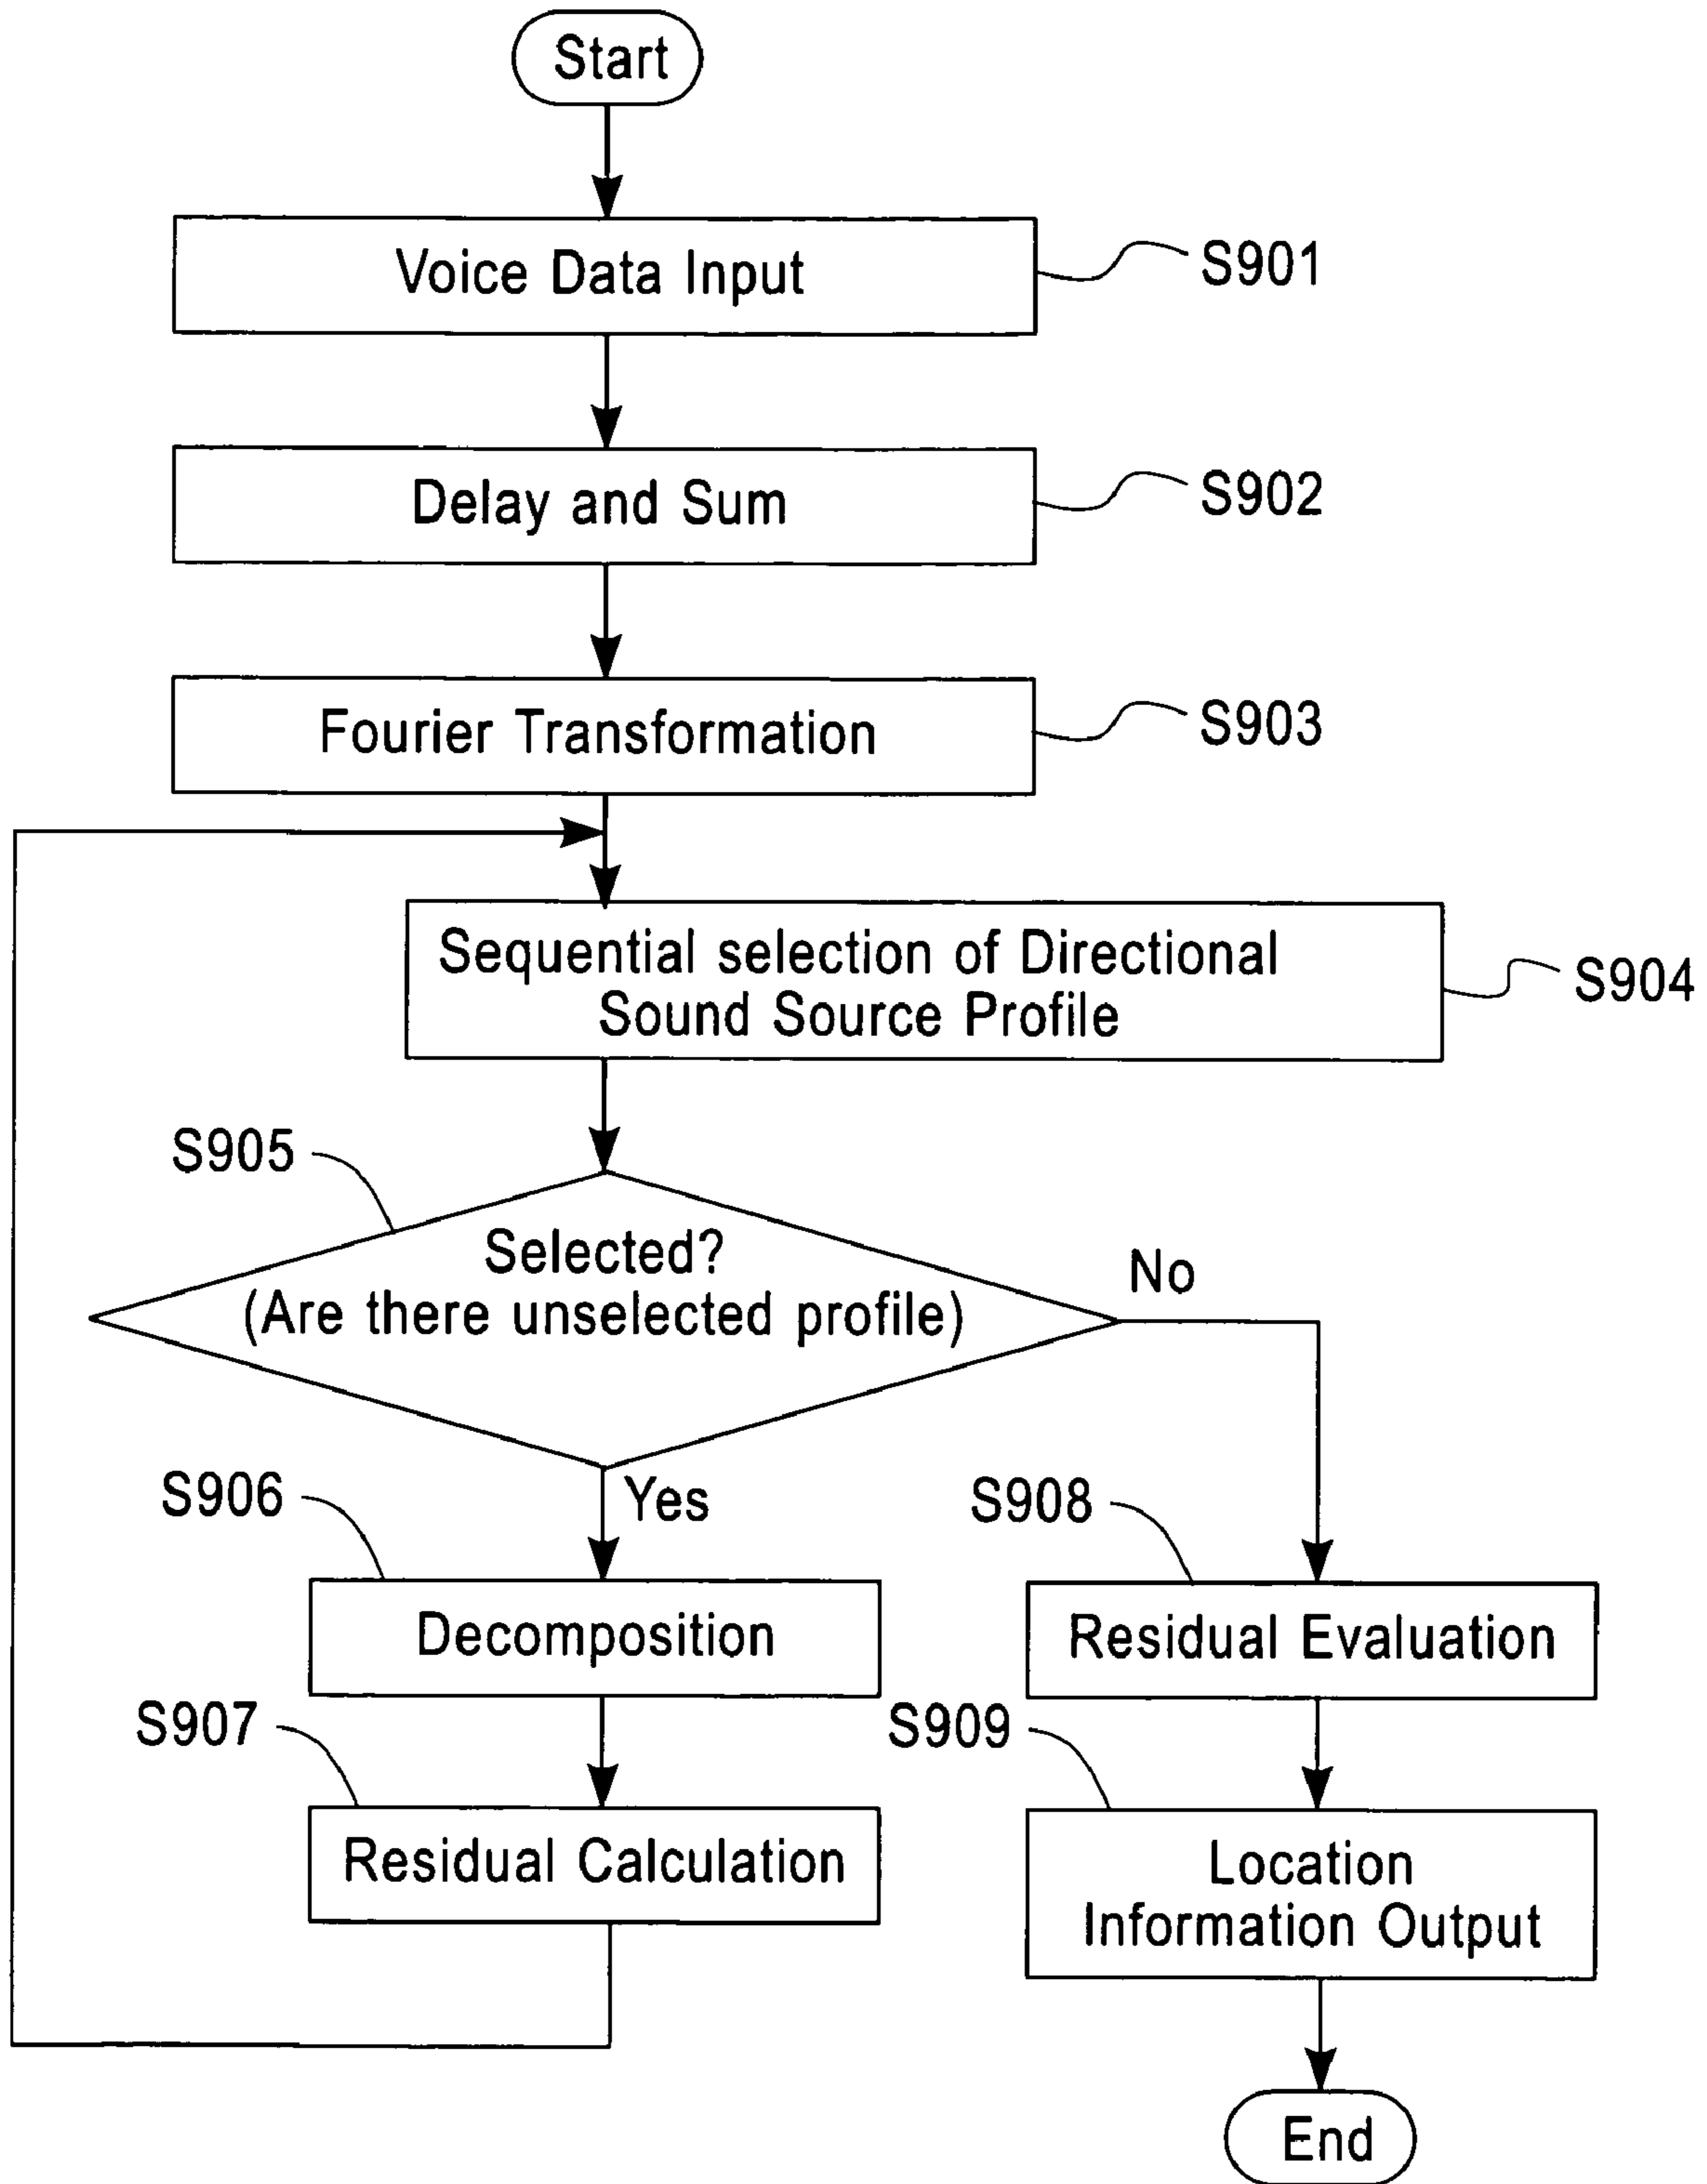 Start
Voice Data Input
S901
Delay and Sum
S902
Fourier Transformation
S903
Sequential selection of Directional
Sound Source Profile
S904
S905
Selected?
(Are there unselected profile)
No
Yes
S906
Decomposition
S908
Residual Evaluation
S907
Residual Calculation
S909
Location
Information Output
End